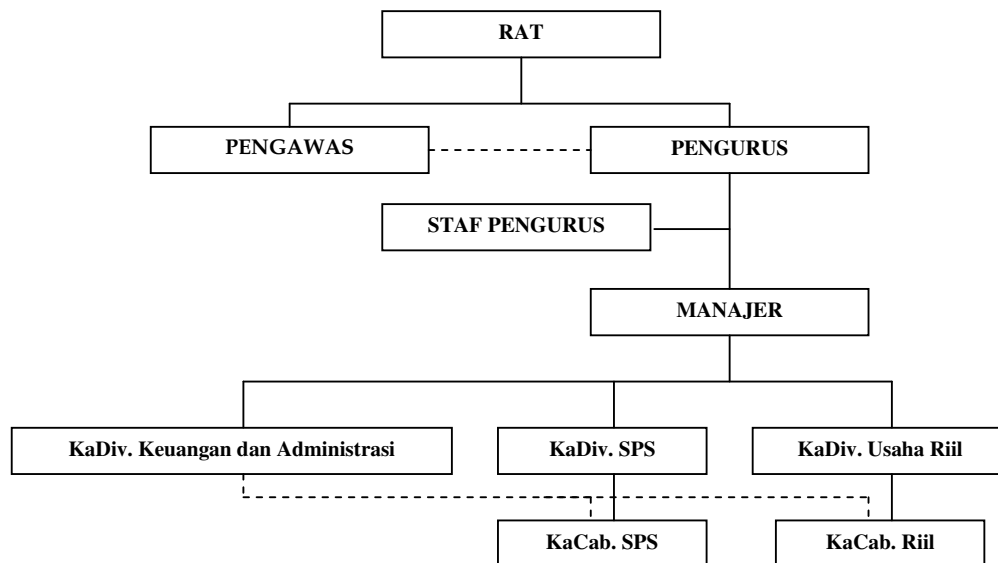 RAT
PENGAWAS
PENGURUS
STAF PENGURUS
MANAJER
KaDiv. Keuangan dan Administrasi
KaDiv. SPS
KaDiv. Usaha Riil
KaCab. SPS
KaCab. Riil